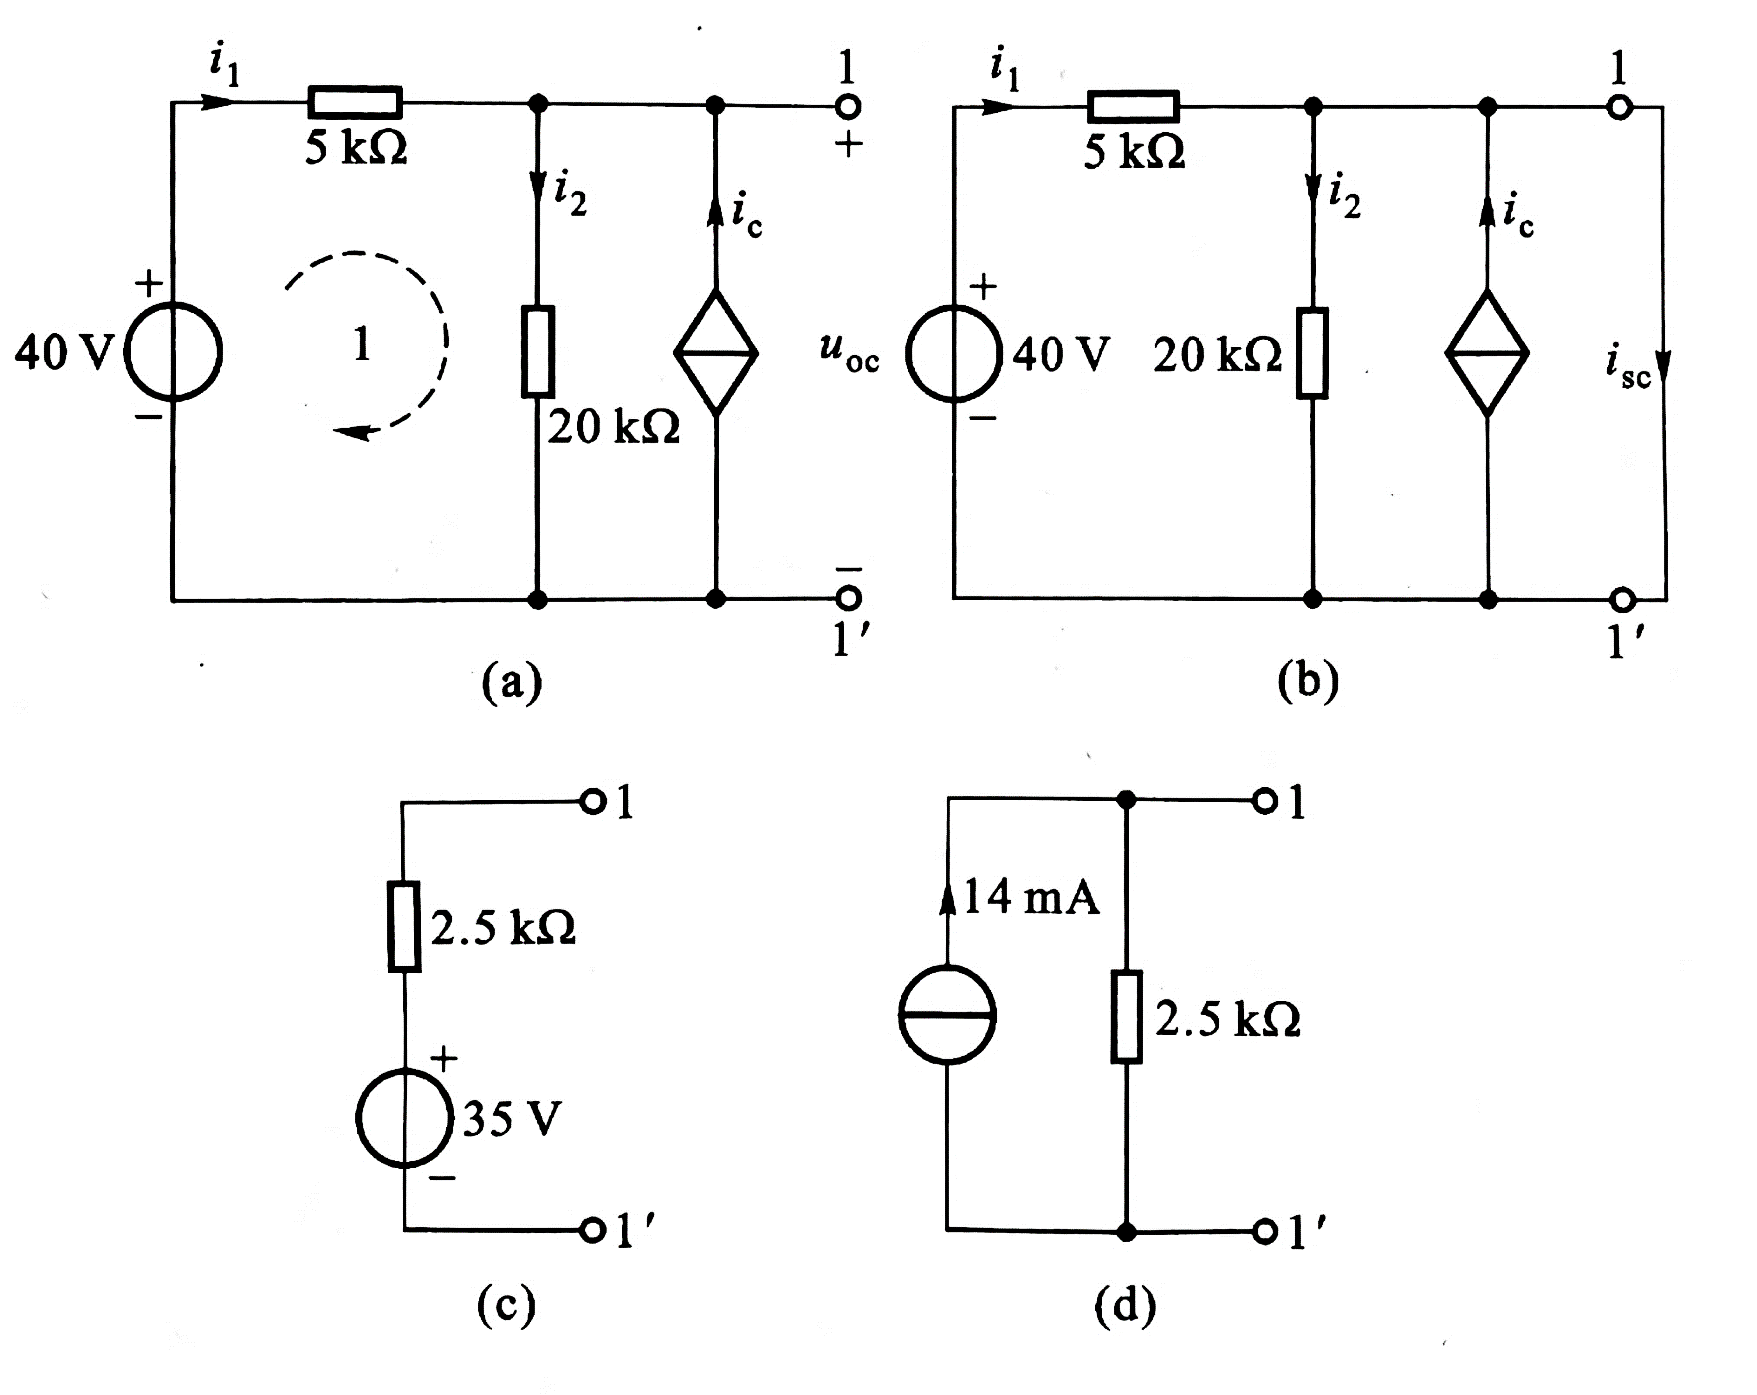 i1
5 kΩ
i2
ic
1
+
+
40 V
−
1
20 kΩ
uoc
−
1′
(a)
i1
5 kΩ
i2
ic
1
+
40 V
−
20 kΩ
isc
1′
(b)
1
2.5 kΩ
+
35 V
−
1′
(c)
1
14 mA
2.5 kΩ
1′
(d)